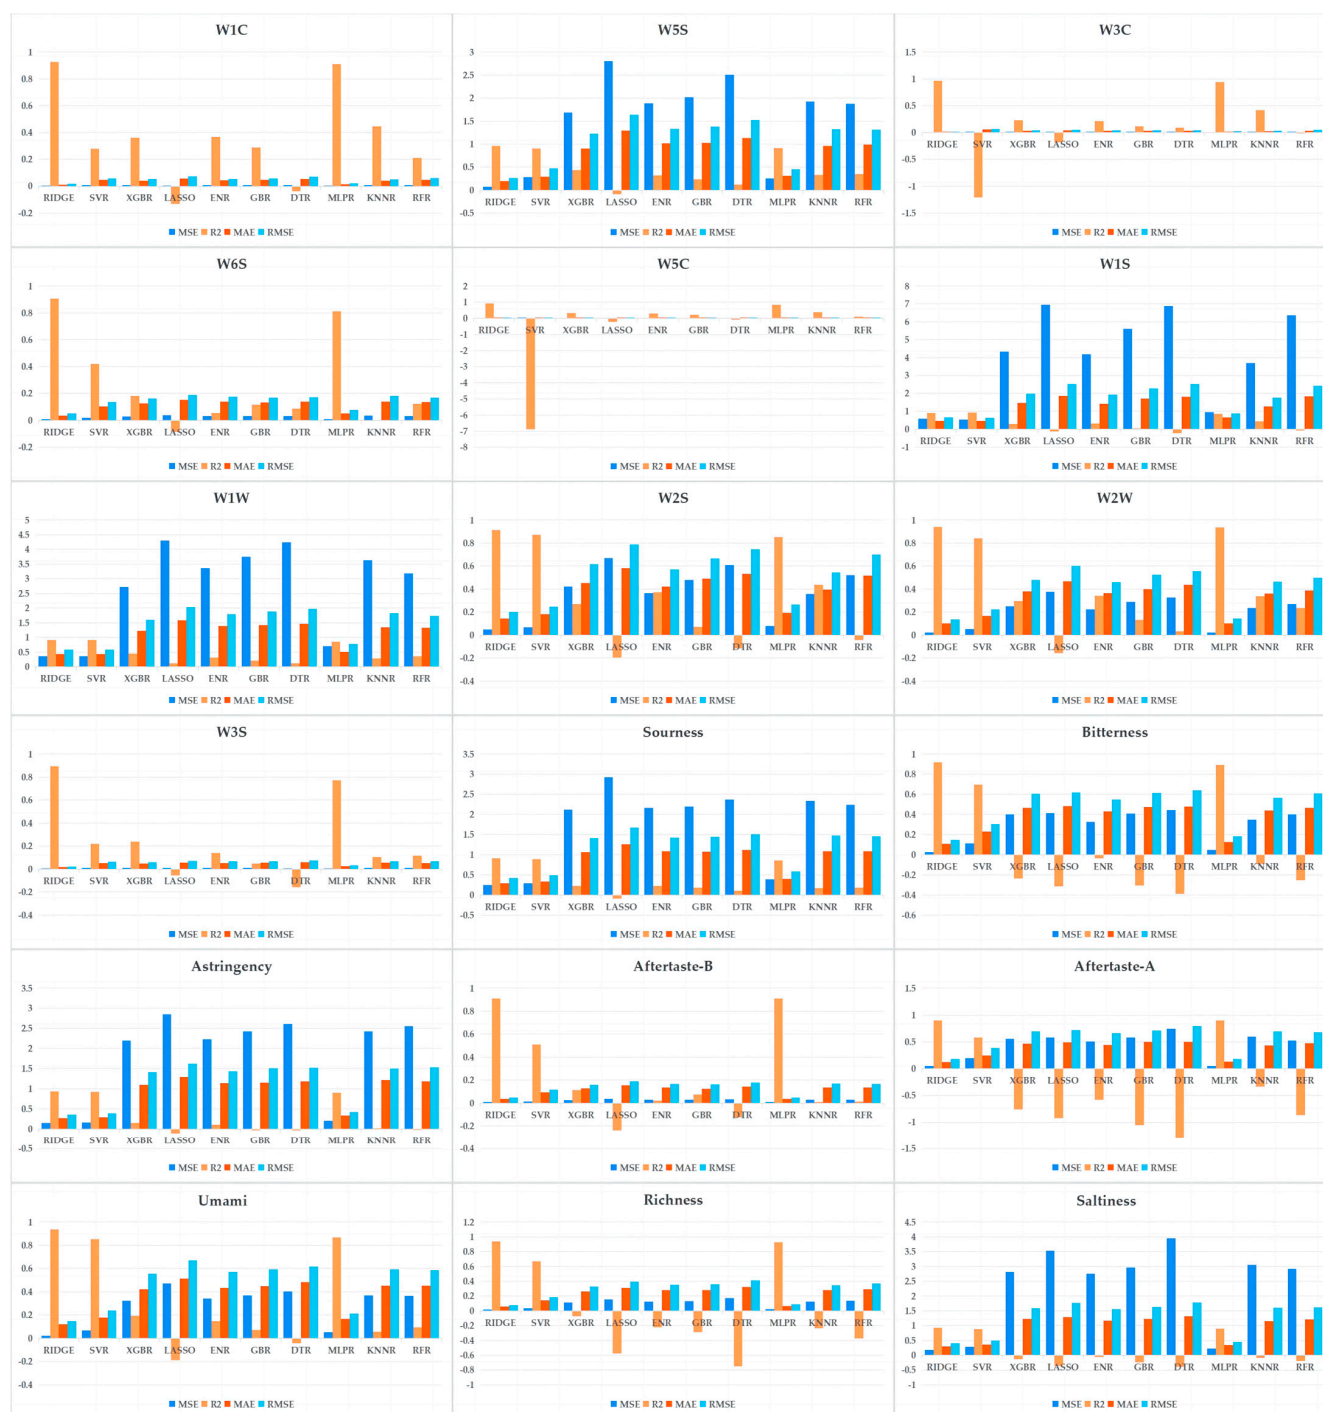 W1C
1
0.8
0.6
0.4
0.2
0
-0.2
RIDGE SVR XGBR LASSO ENR GBR DTR MLPR KNNR RFR
MSE R2 MAE RMSE
W5S
3
2.5
2
1.5
1
0.5
0
-0.5
RIDGE SVR XGBR LASSO ENR GBR DTR MLPR KNNR RFR
MSE R2 MAE RMSE
W3C
1.5
1
0.5
0
-0.5
-1
-1.5
RIDGE SVR XGBR LASSO ENR GBR DTR MLPR KNNR RFR
MSE R2 MAE RMSE
W6S
1
0.8
0.6
0.4
0.2
0
-0.2
RIDGE SVR XGBR LASSO ENR GBR DTR MLPR KNNR RFR
MSE R2 MAE RMSE
W5C
2
1
0
-1
-2
-3
-4
-5
-6
-7
-8
RIDGE SVR XGBR LASSO ENR GBR DTR MLPR KNNR RFR
MSE R2 MAE RMSE
W1S
8
7
6
5
4
3
2
1
0
-1
RIDGE SVR XGBR LASSO ENR GBR DTR MLPR KNNR RFR
MSE R2 MAE RMSE
W1W
5
4.5
4
3.5
3
2.5
2
1.5
1
0.5
0
RIDGE SVR XGBR LASSO ENR GBR DTR MLPR KNNR RFR
MSE R2 MAE RMSE
W2S
1
0.8
0.6
0.4
0.2
0
-0.2
-0.4
RIDGE SVR XGBR LASSO ENR GBR DTR MLPR KNNR RFR
MSE R2 MAE RMSE
W2W
1
0.8
0.6
0.4
0.2
0
-0.2
-0.4
RIDGE SVR XGBR LASSO ENR GBR DTR MLPR KNNR RFR
MSE R2 MAE RMSE
W3S
1
0.8
0.6
0.4
0.2
0
-0.2
-0.4
RIDGE SVR XGBR LASSO ENR GBR DTR MLPR KNNR RFR
MSE R2 MAE RMSE
Sourness
3.5
3
2.5
2
1.5
1
0.5
0
-0.5
RIDGE SVR XGBR LASSO ENR GBR DTR MLPR KNNR RFR
MSE R2 MAE RMSE
Bitterness
1
0.8
0.6
0.4
0.2
0
-0.2
-0.4
-0.6
RIDGE SVR XGBR LASSO ENR GBR DTR MLPR KNNR RFR
MSE R2 MAE RMSE
Astringency
3.5
3
2.5
2
1.5
1
0.5
0
-0.5
RIDGE SVR XGBR LASSO ENR GBR DTR MLPR KNNR RFR
MSE R2 MAE RMSE
Aftertaste-B
1
0.8
0.6
0.4
0.2
0
-0.2
-0.4
RIDGE SVR XGBR LASSO ENR GBR DTR MLPR KNNR RFR
MSE R2 MAE RMSE
Aftertaste-A
1.5
1
0.5
0
-0.5
-1
-1.5
RIDGE SVR XGBR LASSO ENR GBR DTR MLPR KNNR RFR
MSE R2 MAE RMSE
Umami
1
0.8
0.6
0.4
0.2
0
-0.2
-0.4
RIDGE SVR XGBR LASSO ENR GBR DTR MLPR KNNR RFR
MSE R2 MAE RMSE
Richness
1.2
1
0.8
0.6
0.4
0.2
0
-0.2
-0.4
-0.6
-0.8
-1
RIDGE SVR XGBR LASSO ENR GBR DTR MLPR KNNR RFR
MSE R2 MAE RMSE
Saltiness
4.5
4
3.5
3
2.5
2
1.5
1
0.5
0
-0.5
-1
RIDGE SVR XGBR LASSO ENR GBR DTR MLPR KNNR RFR
MSE R2 MAE RMSE